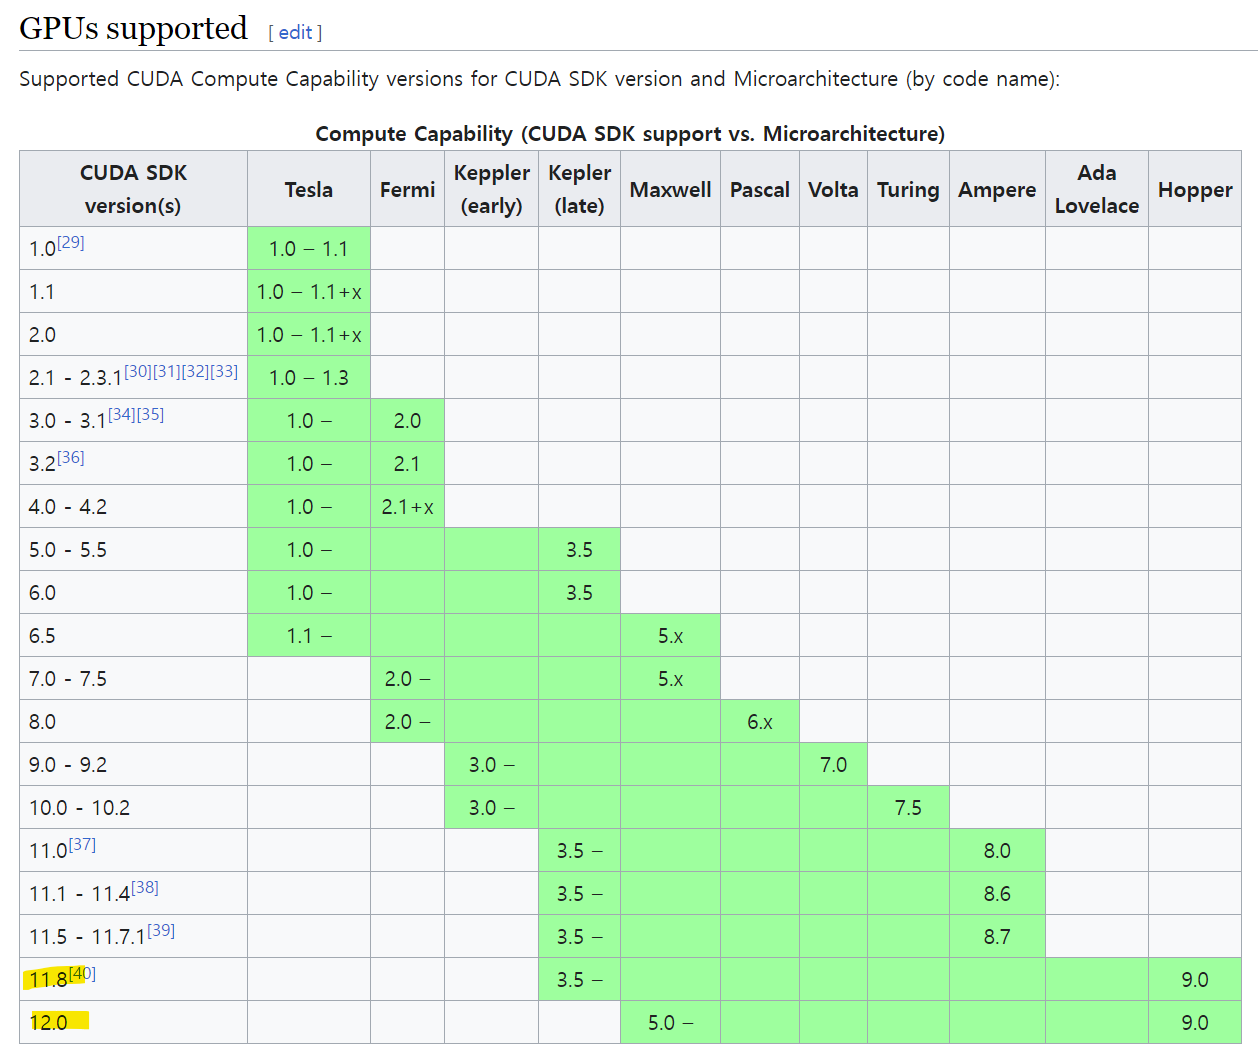 GPUs supported [ edit ]
Supported CUDA Compute Capability versions for CUDA SDK version and Microarchitecture (by code name):
Compute Capability (CUDA SDK support vs. Microarchitecture)
CUDA SDK version(s) Tesla Fermi Keppler (early) Kepler (late) Maxwell Pascal Volta Turing Ampere Ada Lovelace Hopper
1.0[29] 1.0 – 1.1
1.1 1.0 – 1.1+x
2.0 1.0 – 1.1+x
2.1 - 2.3.1[30][31][32][33] 1.0 – 1.3
3.0 - 3.1[34][35] 1.0 – 2.0
3.2[36] 1.0 – 2.1
4.0 - 4.2 1.0 – 2.1+x
5.0 - 5.5 1.0 – 3.5
6.0 1.0 – 3.5
6.5 1.1 – 5.x
7.0 - 7.5 2.0 – 5.x
8.0 2.0 – 6.x
9.0 - 9.2 3.0 – 7.0
10.0 - 10.2 3.0 – 7.5
11.0[37] 3.5 – 8.0
11.1 - 11.4[38] 3.5 – 8.6
11.5 - 11.7.1[39] 3.5 – 8.7
11.8[40] 3.5 – 9.0
12.0 5.0 – 9.0